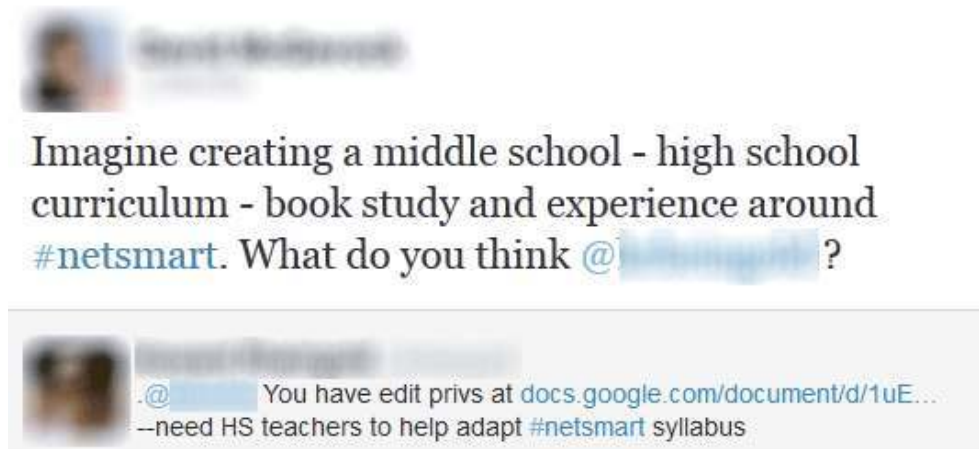 Imagine creating a middle school - high school
curriculum - book study and experience around
#netsmart. What do you think @ ?
.@ You have edit privs at docs.google.com/document/d/1uE...
--need HS teachers to help adapt #netsmart syllabus